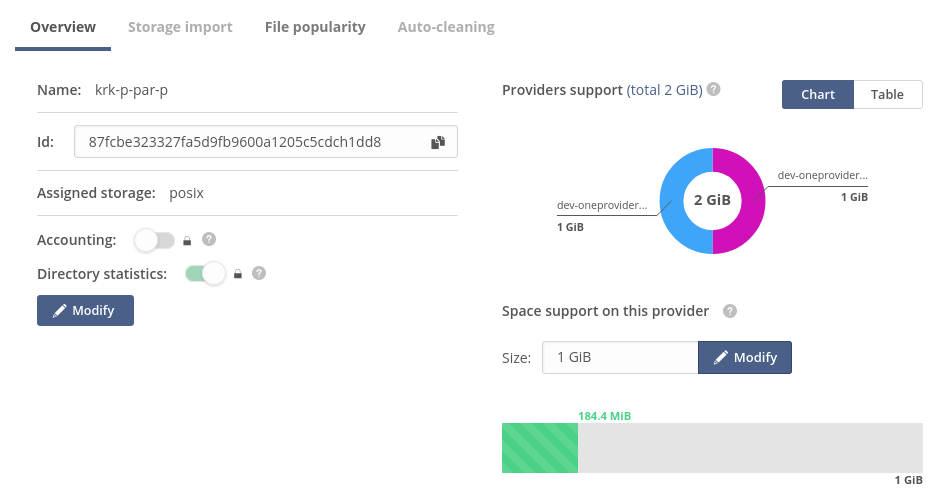 Overview
Storage import
File popularity
Auto-cleaning
Name: krk-p-par-p
Id: 87fcbe323327fa5d9fb9600a1205c5cdch1dd8
Assigned storage: posix
Accounting:
Directory statistics:
Modify
Providers support (total 2 GiB)
Chart
Table
dev-oneprovider...
1 GiB
2 GiB
dev-oneprovider...
1 GiB
Space support on this provider
Size: 1 GiB
Modify
184.4 MiB
1 GiB